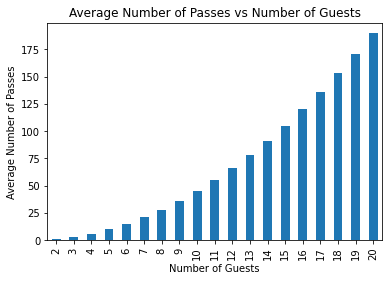 Average Number of Passes vs Number of Guests
Average Number of Passes
175
150
125
100
75
50
25
0
2 3 4 5 6 7 8 9 10 11 12 13 14 15 16 17 18 19 20
Number of Guests